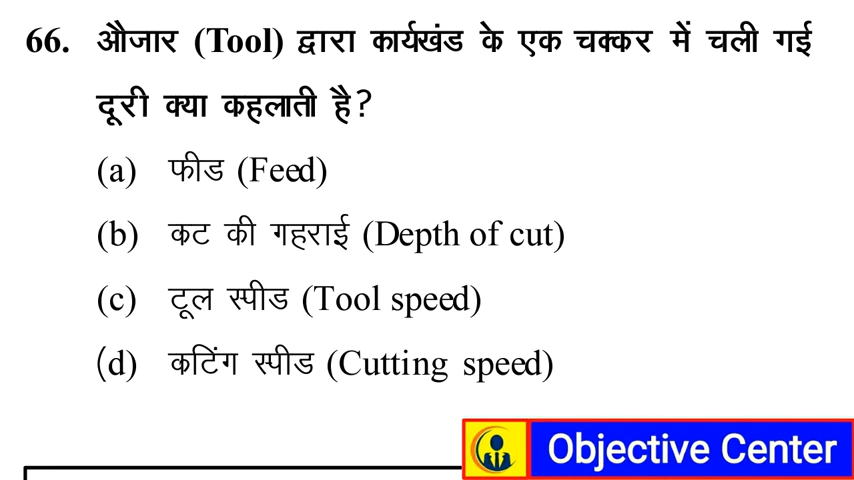 66. औजार (Tool) द्वारा कार्यखंड के एक चक्कर में चली गई
दूरी क्या कहलाती है?
(a) फीड (Feed)
(b) कट की गहराई (Depth of cut)
(c) टूल स्पीड (Tool speed)
(d) कटिंग स्पीड (Cutting speed)
Objective Center